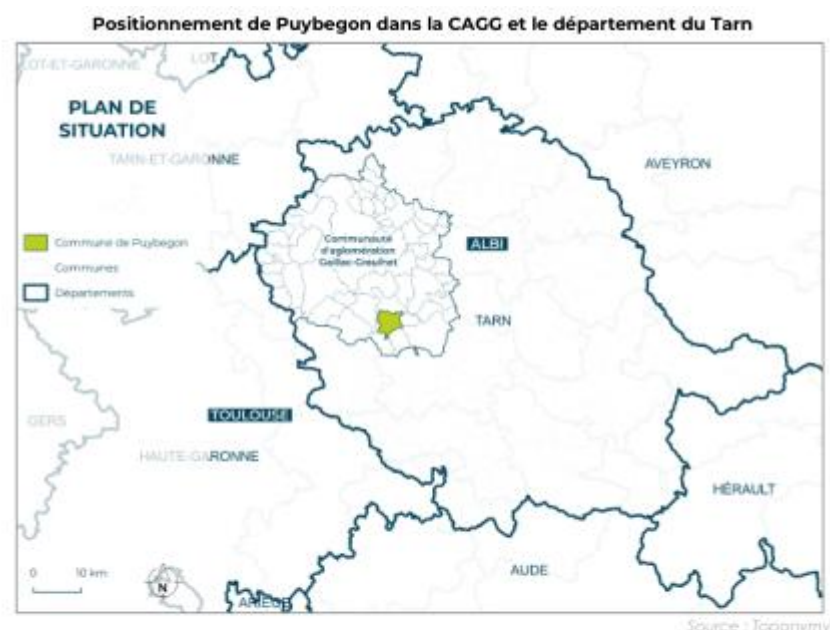 Positionnement de Puybegon dans la CAGG et le département du Tarn
LOT-ET-GARONNE
LOT
PLAN DE
SITUATION
TARN-ET-GARONNE
AVEYRON
Commune de Puybegon
Communes
Départements
Communauté
d'aglomération
Gaillac-Graulhet
ALBI
TARN
TOULOUSE
GERS
HAUTE-GARONNE
HÉRAULT
AUDE
0 10 km
N
ARIEGE
Source : Toponymy